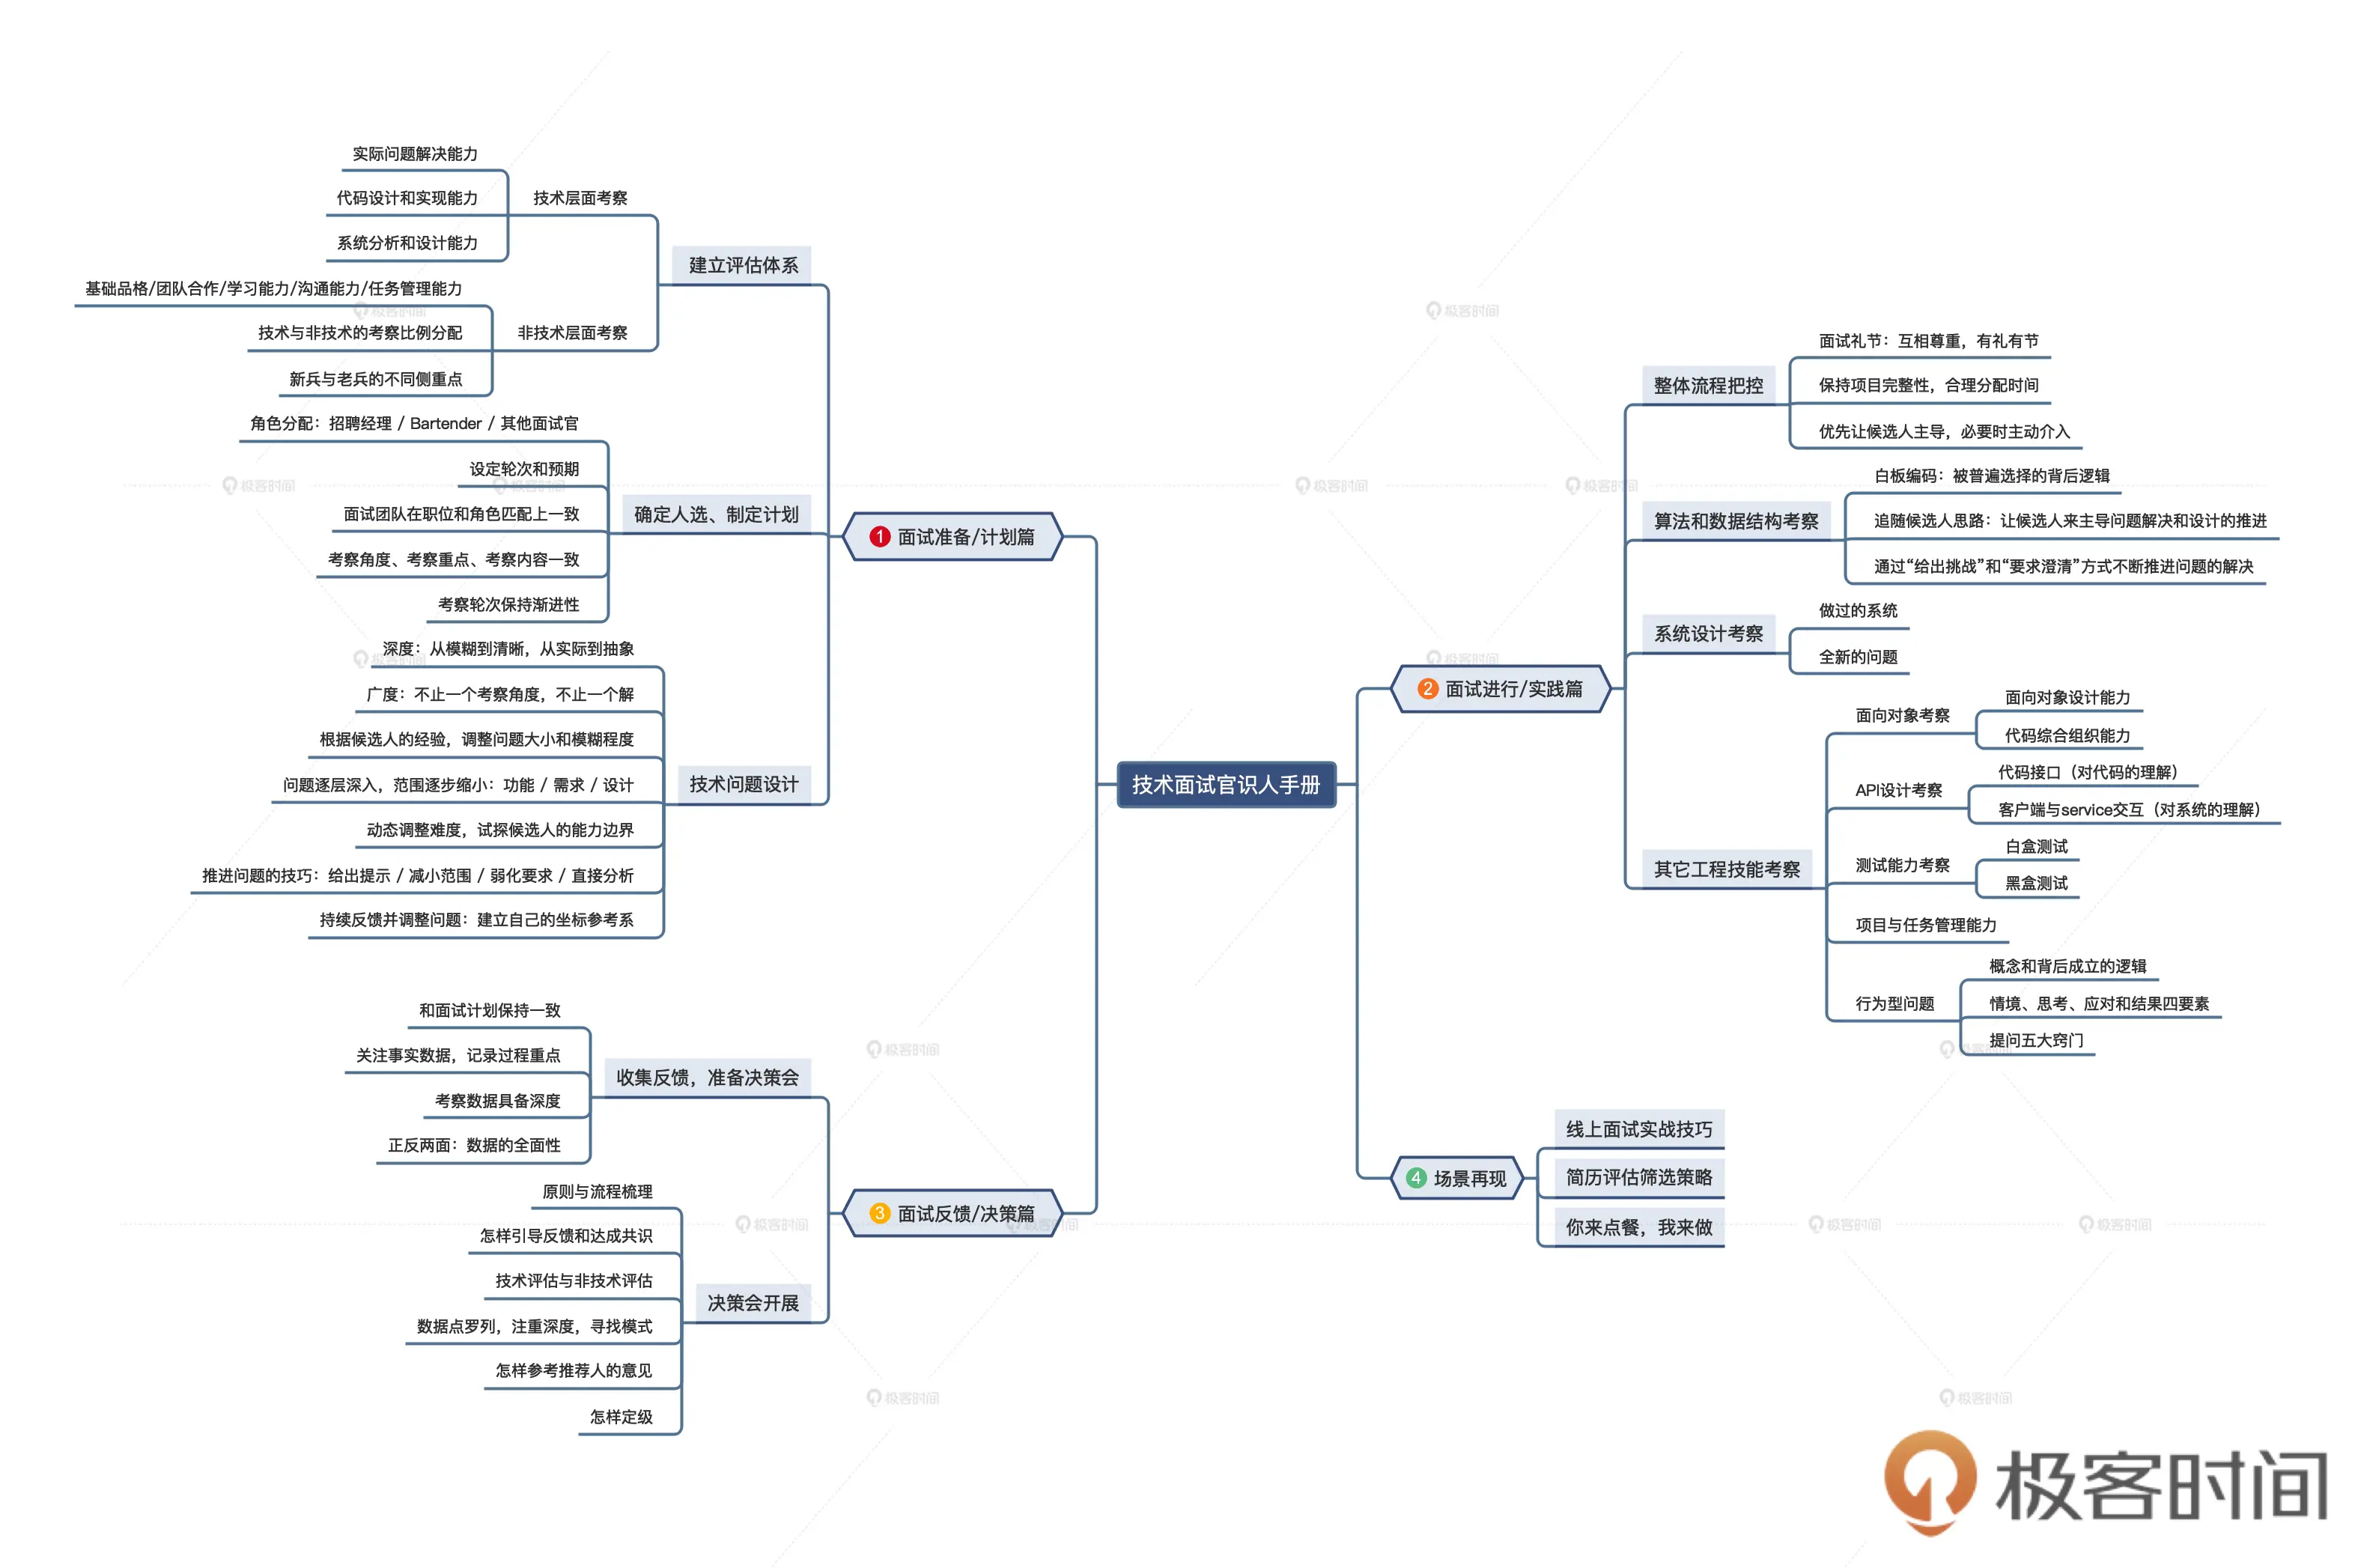 技术面试官识人手册
1 面试准备/计划篇
建立评估体系
技术层面考察
实际问题解决能力
代码设计和实现能力
系统分析和设计能力
非技术层面考察
基础品格/团队合作/学习能力/沟通能力/任务管理能力
技术与非技术的考察比例分配
新兵与老兵的不同侧重点
确定人选、制定计划
角色分配：招聘经理 / Bartender / 其他面试官
设定轮次和预期
面试团队在职位和角色匹配上一致
考察角度、考察重点、考察内容一致
考察轮次保持渐进性
技术问题设计
深度：从模糊到清晰，从实际到抽象
广度：不止一个考察角度，不止一个解
根据候选人的经验，调整问题大小和模糊程度
问题逐层深入，范围逐步缩小：功能 / 需求 / 设计
动态调整难度，试探候选人的能力边界
推进问题的技巧：给出提示 / 减小范围 / 弱化要求 / 直接分析
持续反馈并调整问题：建立自己的坐标参考系
2 面试进行/实践篇
整体流程把控
面试礼节：互相尊重，有礼有节
保持项目完整性，合理分配时间
优先让候选人主导，必要时主动介入
算法和数据结构考察
白板编码：被普遍选择的背后逻辑
追随候选人思路：让候选人来主导问题解决和设计的推进
通过“给出挑战”和“要求澄清”方式不断推进问题的解决
系统设计考察
做过的系统
全新的问题
其它工程技能考察
面向对象考察
面向对象设计能力
代码综合组织能力
API设计考察
代码接口（对代码的理解）
客户端与service交互（对系统的理解）
测试能力考察
白盒测试
黑盒测试
项目与任务管理能力
行为型问题
概念和背后成立的逻辑
情境、思考、应对和结果四要素
提问五大窍门
3 面试反馈/决策篇
收集反馈，准备决策会
和面试计划保持一致
关注事实数据，记录过程重点
考察数据具备深度
正反两面：数据的全面性
决策会开展
原则与流程梳理
怎样引导反馈和达成共识
技术评估与非技术评估
数据点罗列，注重深度，寻找模式
怎样参考推荐人的意见
怎样定级
4 场景再现
线上面试实战技巧
简历评估筛选策略
你来点餐，我来做
极客时间